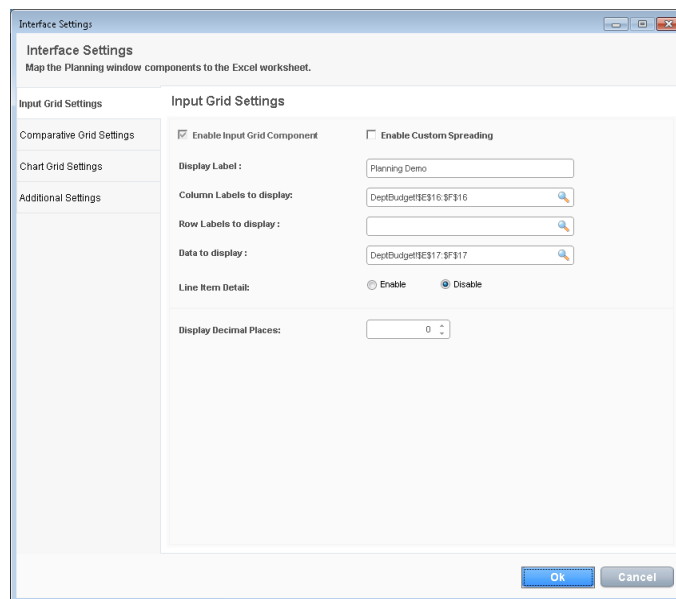 Interface Settings
Interface Settings
Map the Planning window components to the Excel worksheet.
Input Grid Settings
Comparative Grid Settings
Chart Grid Settings
Additional Settings
Input Grid Settings
Enable Input Grid Component
Enable Custom Spreading
Display Label :
Planning Demo
Column Labels to display:
DeptBudget!$E$16:$F$16
Row Labels to display :
Data to display :
DeptBudget!$E$17:$F$17
Line Item Detail:
Enable
Disable
Display Decimal Places:
0
Ok
Cancel